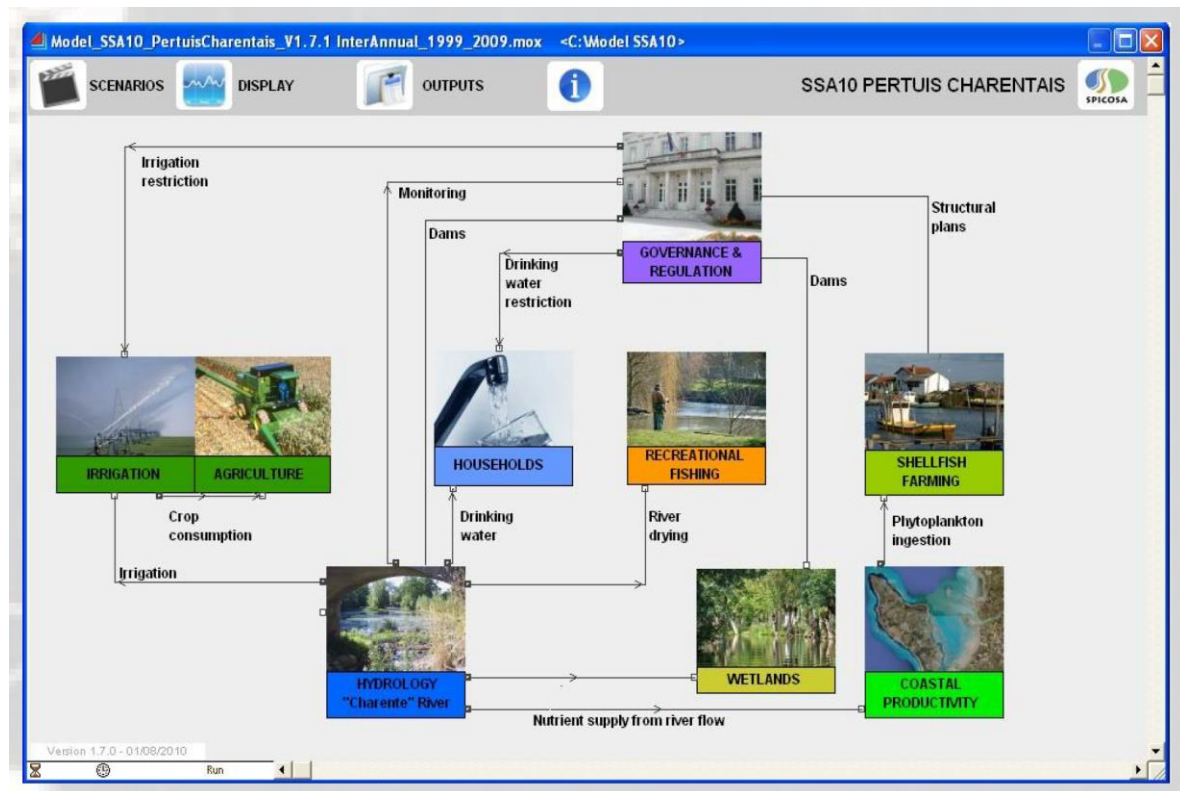 Model_SSA10_PertuisCharentais_V1.7.1 InterAnnual_1999_2009.mox <C:\Model SSA10>
SCENARIOS
DISPLAY
OUTPUTS
SSA10 PERTUIS CHARENTAIS
SPICOSA
Irrigation
restriction
Monitoring
Dams
Drinking
water
restriction
GOVERNANCE &
REGULATION
Structural
plans
Dams
IRRIGATION
AGRICULTURE
HOUSEHOLDS
RECREATIONAL
FISHING
SHELLFISH
FARMING
Crop
consumption
Drinking
water
River
drying
Phytoplankton
ingestion
Irrigation
HYDROLOGY
"Charente" River
WETLANDS
COASTAL
PRODUCTIVITY
Nutrient supply from river flow
Version 1.7.0 - 01/08/2010
Run